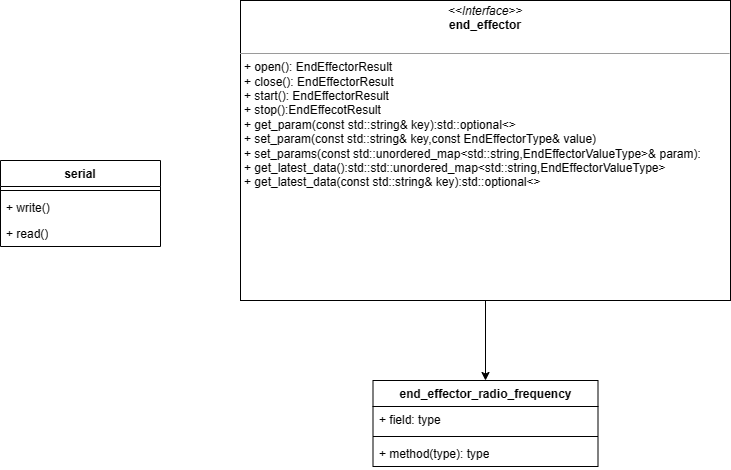 <<Interface>>
end_effector
+ open(): EndEffectorResult
+ close(): EndEffectorResult
+ start(): EndEffectorResult
+ stop():EndEffecotResult
+ get_param(const std::string& key):std::optional<>
+ set_param(const std::string& key,const EndEffectorType& value)
+ set_params(const std::unordered_map<std::string,EndEffectorValueType>& param):
+ get_latest_data():std::std::unordered_map<std::string,EndEffectorValueType>
+ get_latest_data(const std::string& key):std::optional<>
serial
+ write()
+ read()
end_effector_radio_frequency
+ field: type
+ method(type): type